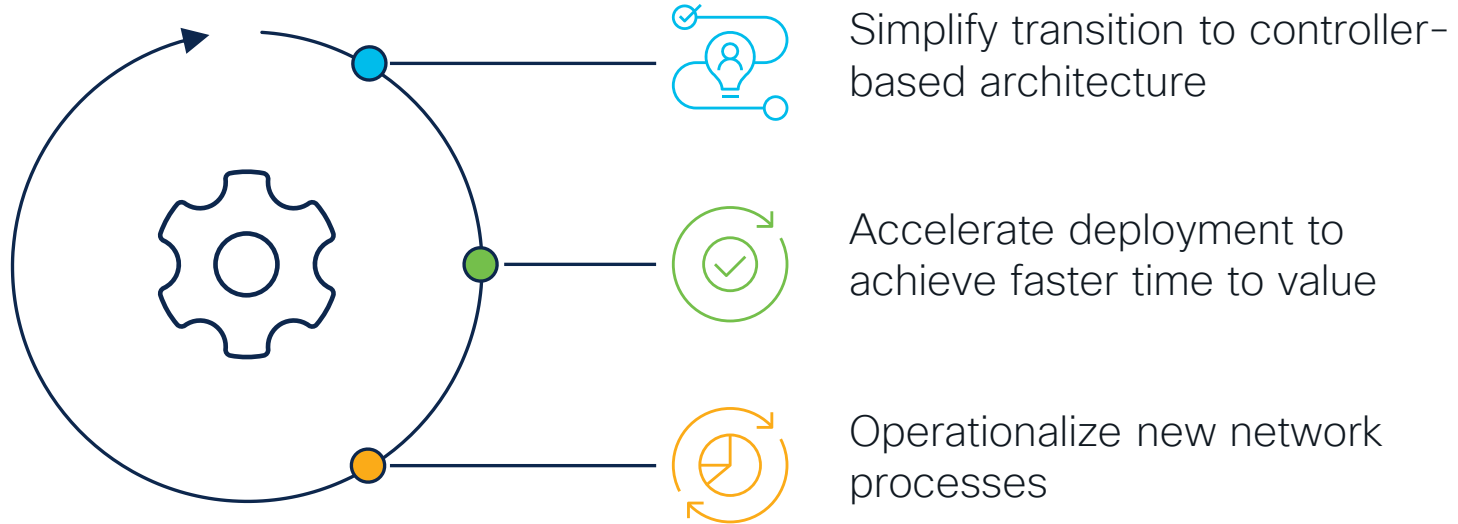 Simplify transition to controller-
based architecture
Accelerate deployment to
achieve faster time to value
Operationalize new network
processes